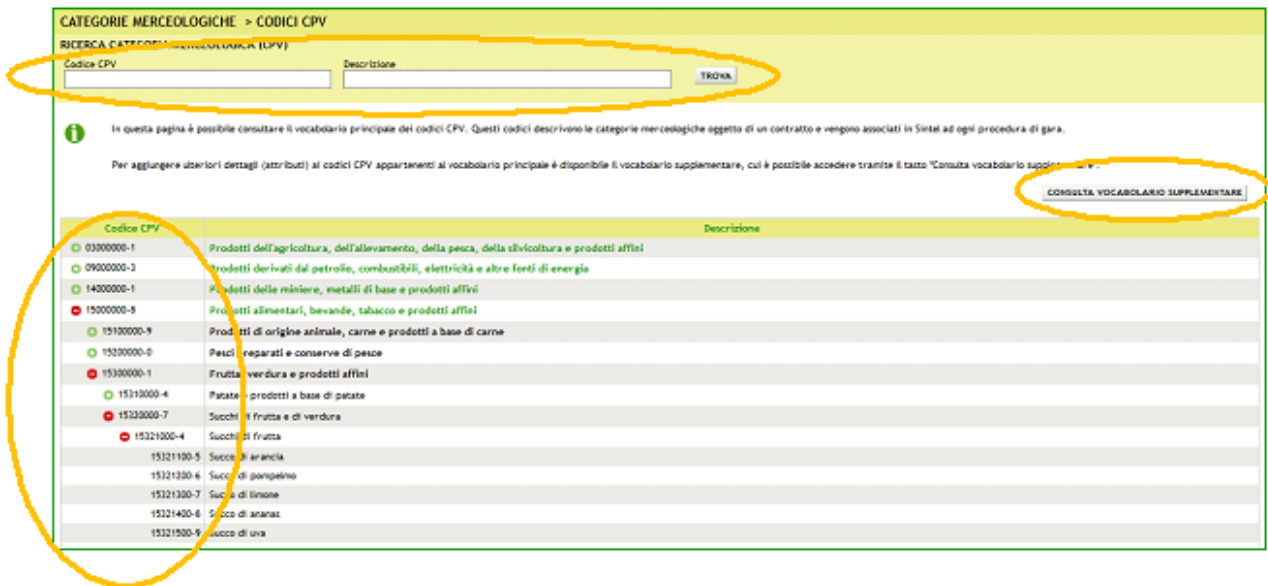 CATEGORIE MERCEOLOGICHE > CODICI CPV
RICERCA CATEGORIA MERCEOLOGICA (CPV)
Codice CPV Descrizione
TROVA
In questa pagina è possibile consultare il vocabolario principale dei codici CPV. Questi codici descrivono le categorie merceologiche oggetto di un contratto e vengono associati in Sintel ad ogni procedura di gara.
Per aggiungere ulteriori dettagli (attributi) ai codici CPV appartenenti al vocabolario principale è disponibile il vocabolario supplementare, cui è possibile accedere tramite il tasto "Consulta vocabolario supplementare".
CONSULTA VOCABOLARIO SUPPLEMENTARE
Codice CPV Descrizione
03000000-1 Prodotti dell'agricoltura, dell'allevamento, della pesca, della silvicoltura e prodotti affini
09000000-3 Prodotti derivati dal petrolio, combustibili, elettricità e altre fonti di energia
14000000-1 Prodotti delle miniere, metalli di base e prodotti affini
15000000-8 Prodotti alimentari, bevande, tabacco e prodotti affini
15100000-9 Prodotti di origine animale, carne e prodotti a base di carne
15200000-0 Pesci preparati e conserve di pesce
15300000-1 Frutta, verdura e prodotti affini
15310000-4 Patate e prodotti a base di patate
15320000-7 Succhi di frutta e di verdura
15321000-4 Succhi di frutta
15321100-5 Succo di arancia
15321200-6 Succo di pompelmo
15321300-7 Succo di limone
15321400-8 Succo di ananas
15321500-9 Succo di uva